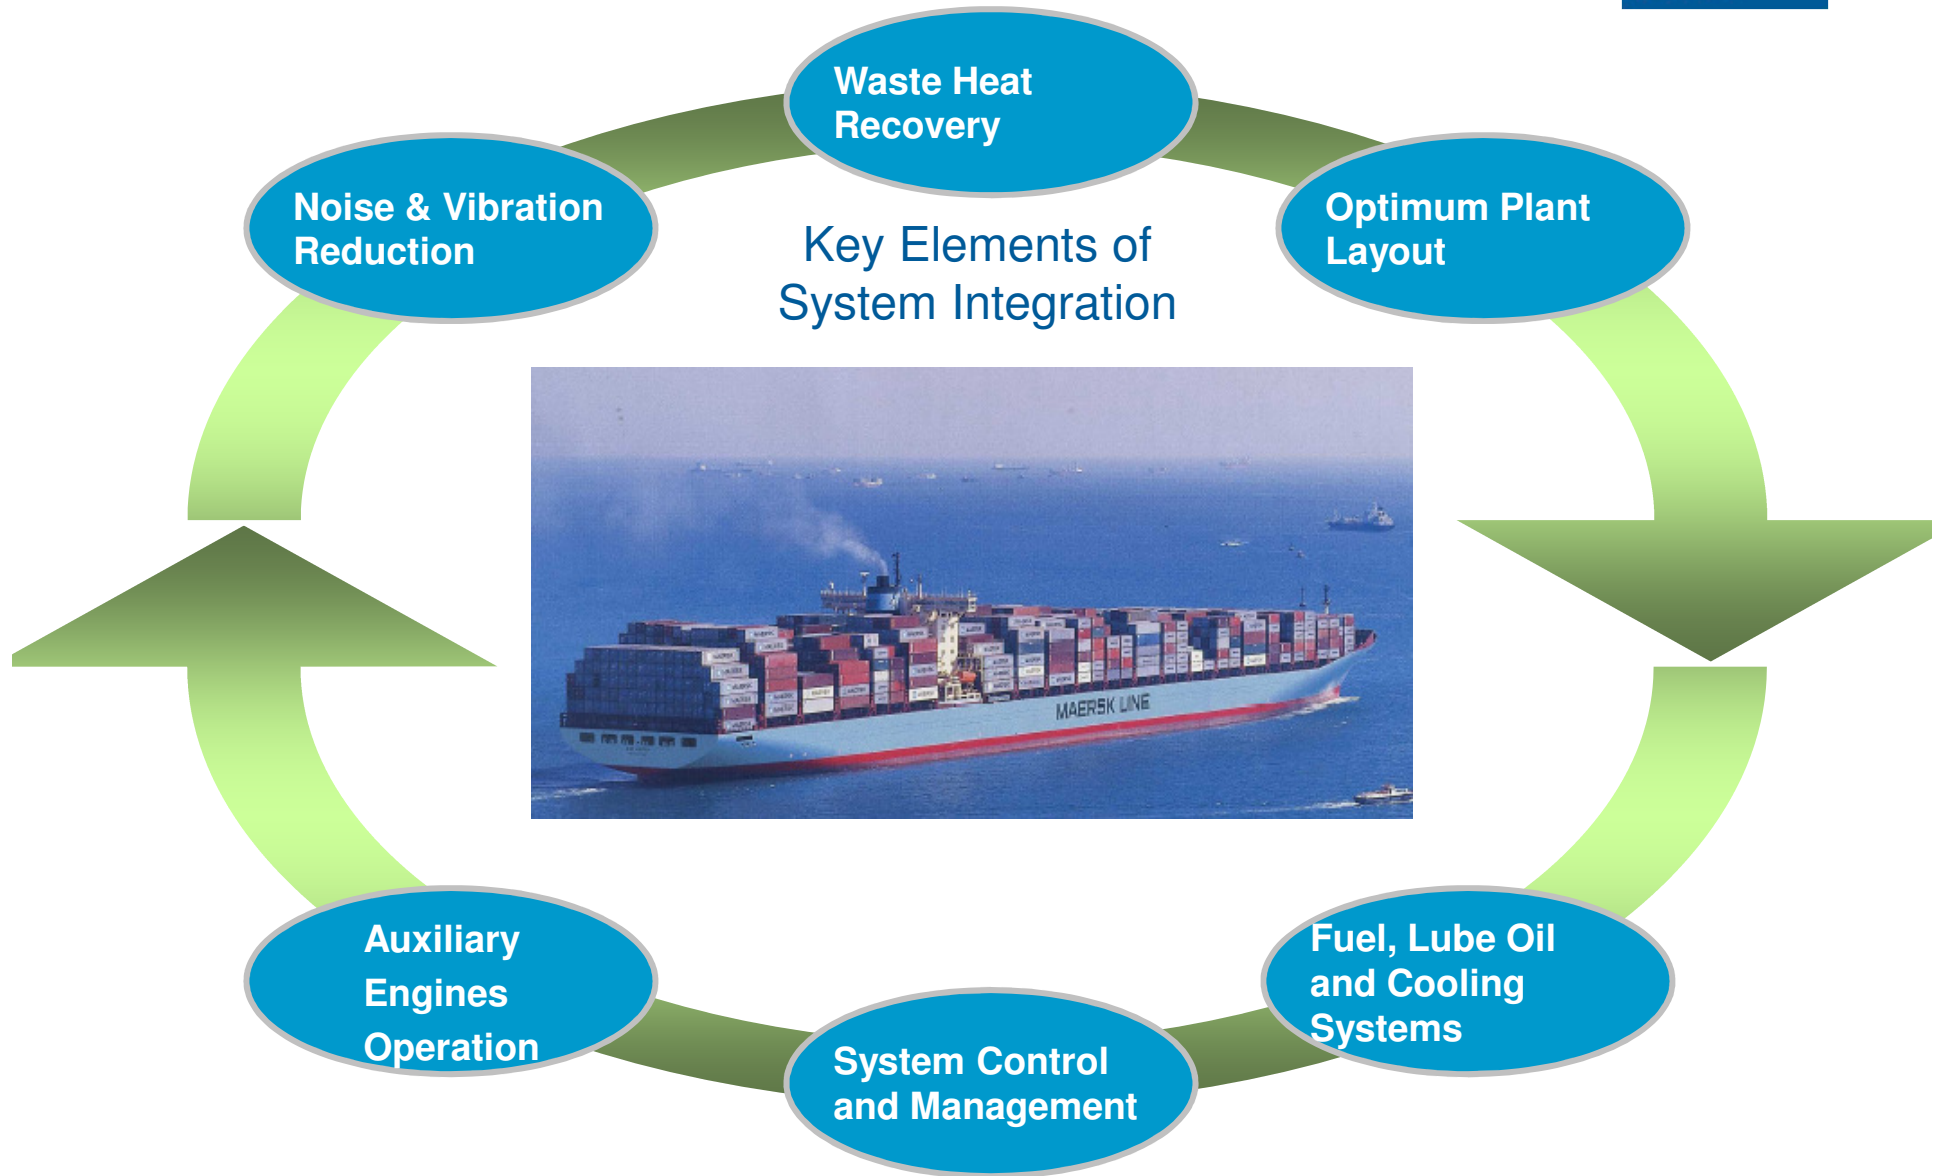 Waste Heat
Recovery
Noise & Vibration
Reduction
Optimum Plant
Layout
Key Elements of
System Integration
MAERSK LINE
Auxiliary
Engines
Operation
Fuel, Lube Oil
and Cooling
Systems
System Control
and Management